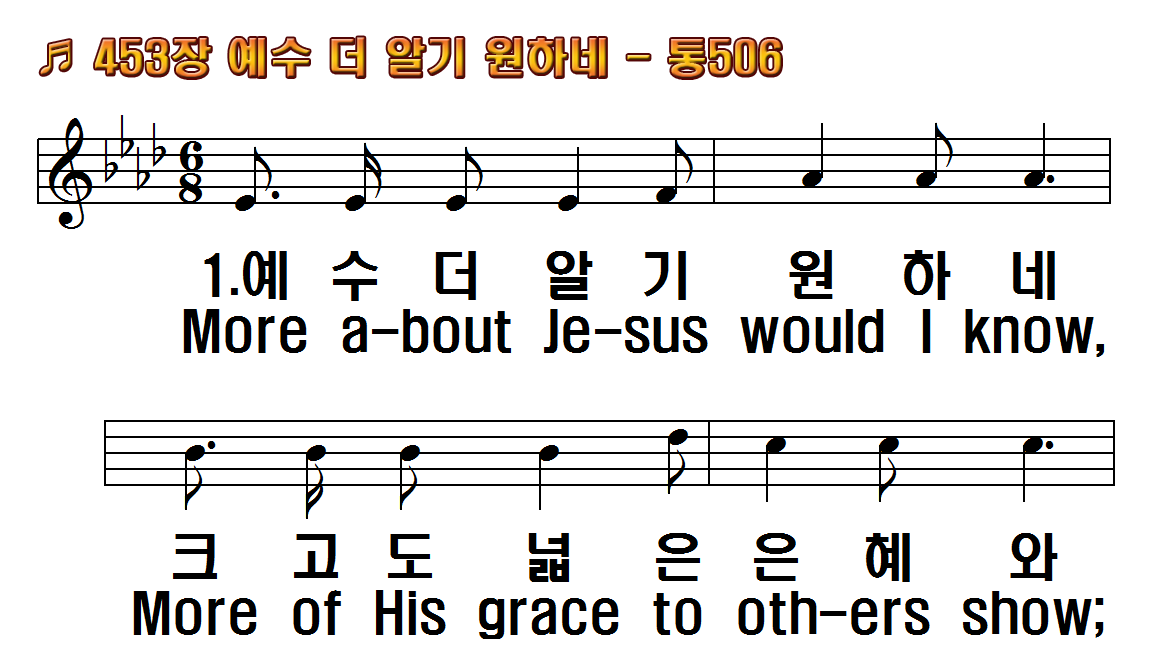 ♬ 453장 예수 더 알기 원하네 - 통506
6
8
1.예 수 더 알 기 원 하 네
More a-bout Je-sus would I know,
크 고 도 넓 은 은 혜 와
More of His grace to oth-ers show;